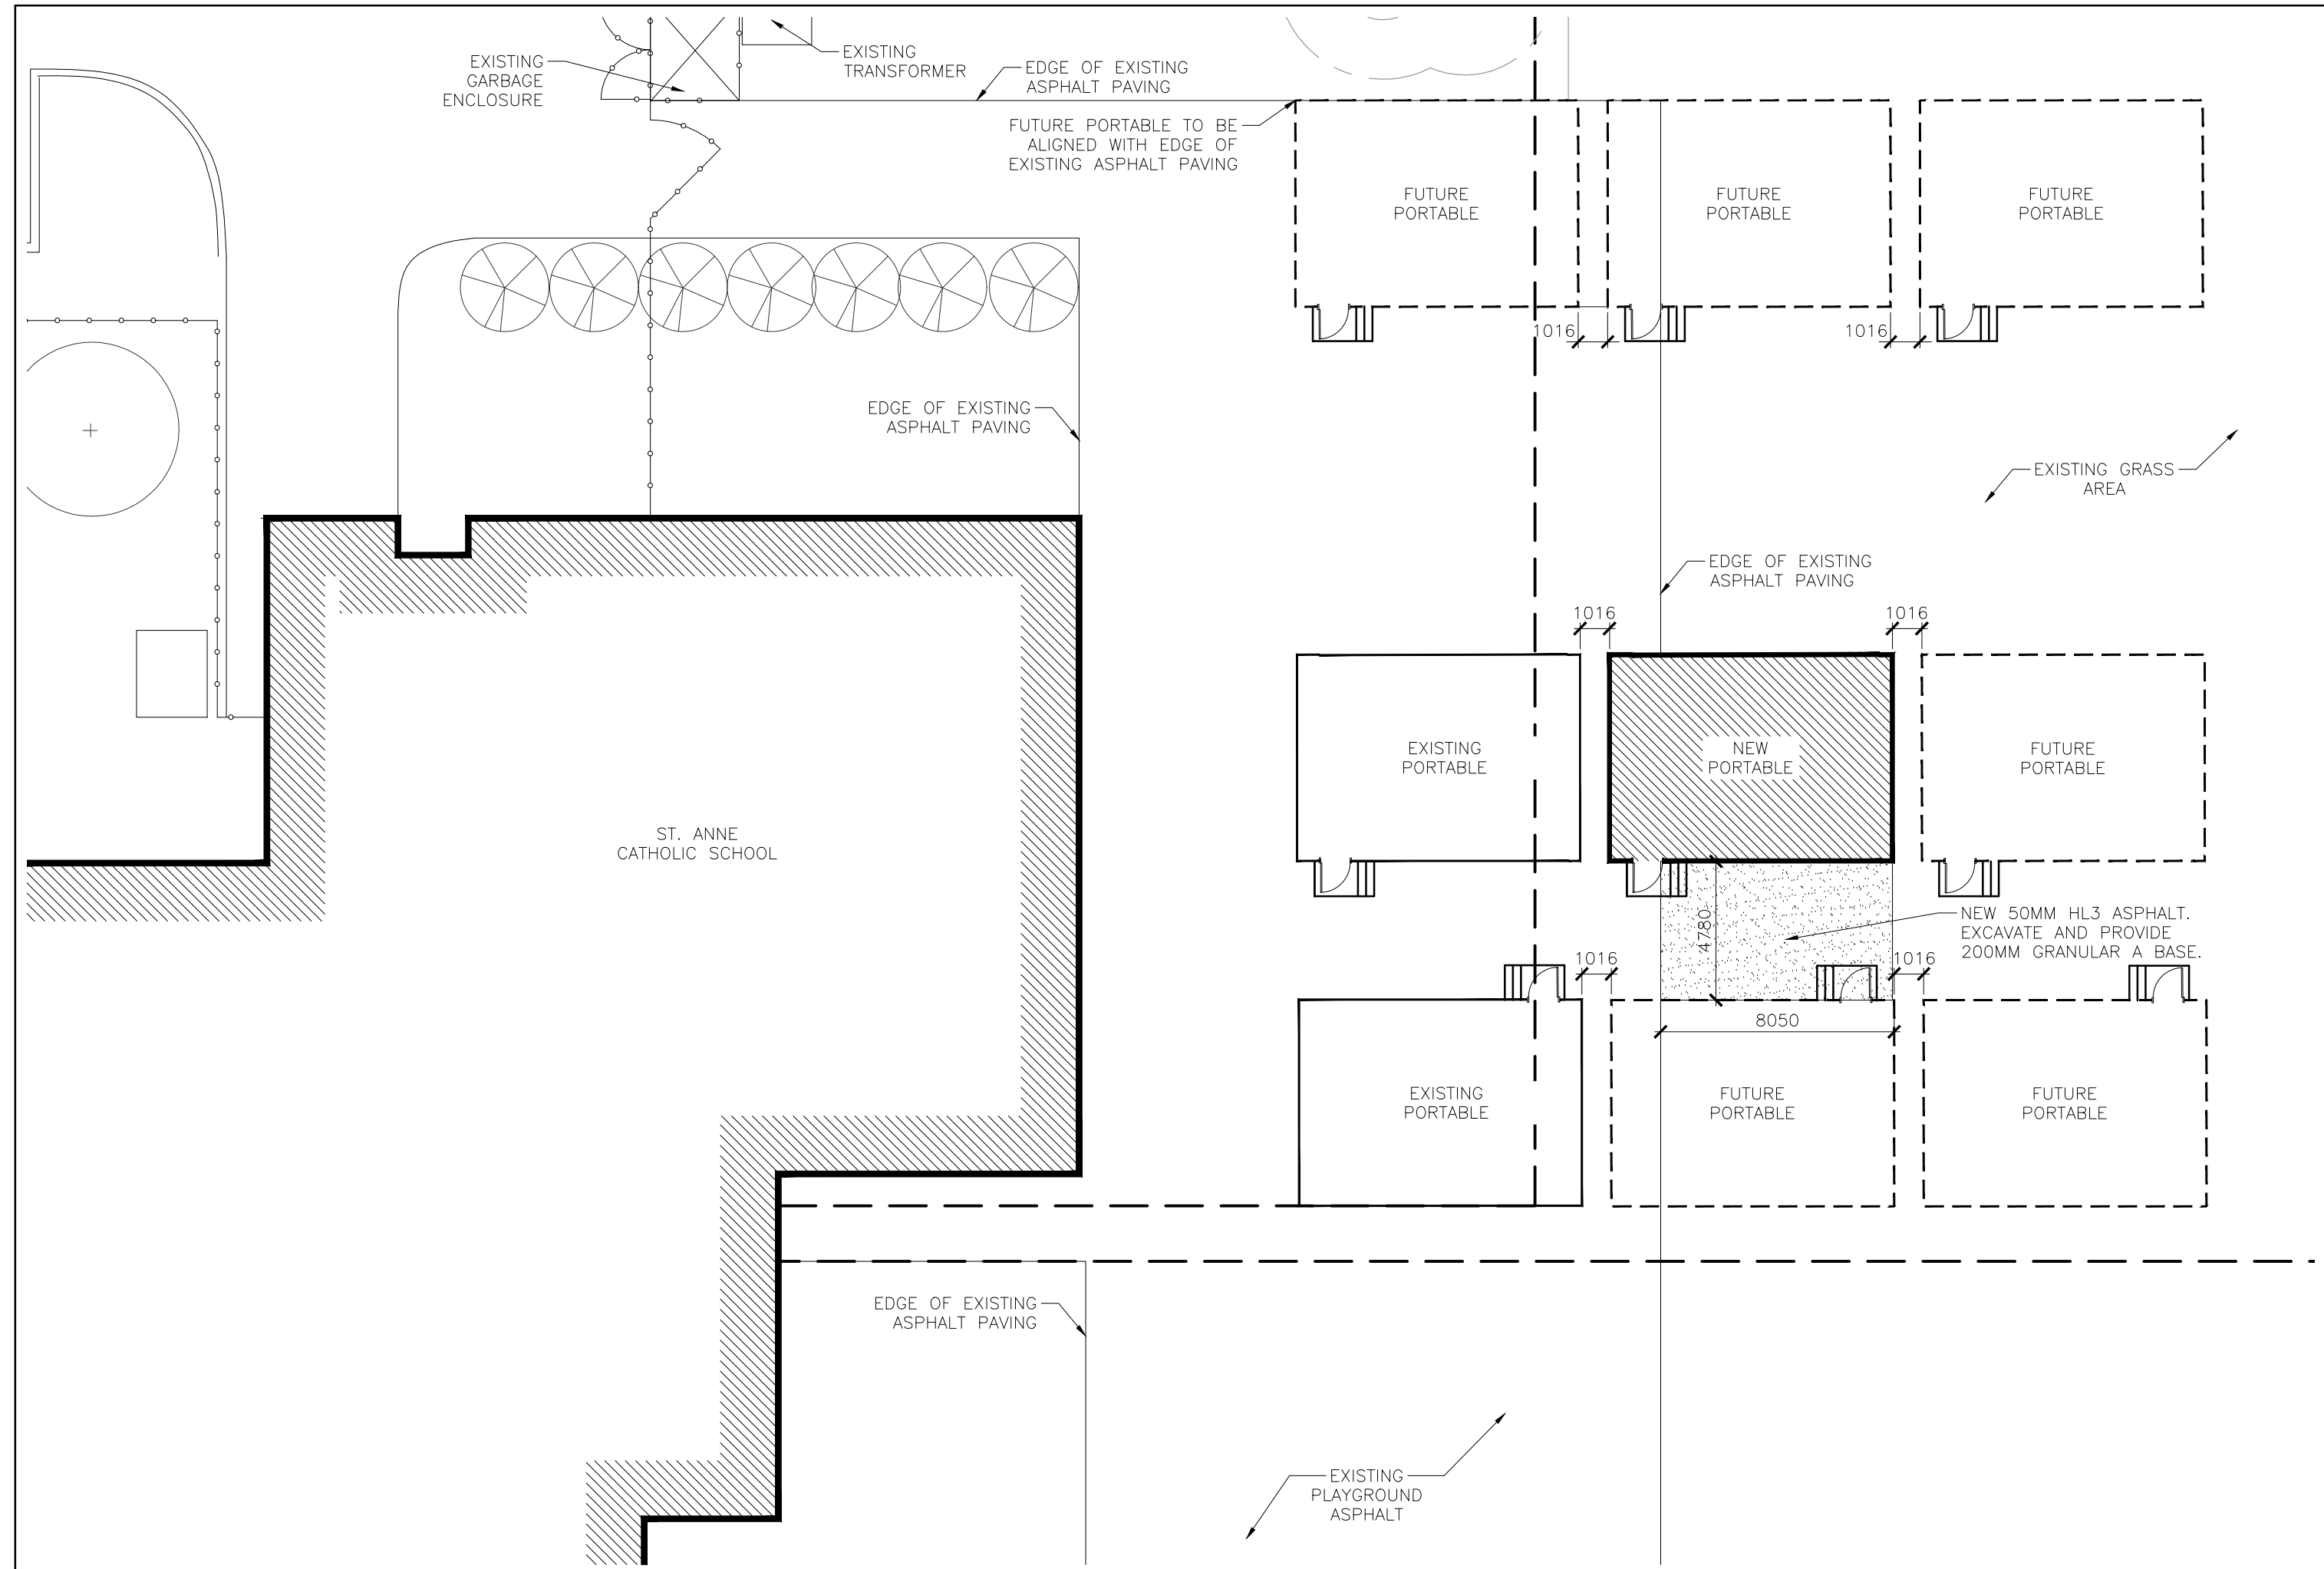 EXISTING
GARBAGE
ENCLOSURE
EXISTING
TRANSFORMER
EDGE OF EXISTING
ASPHALT PAVING
FUTURE PORTABLE TO BE
ALIGNED WITH EDGE OF
EXISTING ASPHALT PAVING
FUTURE
PORTABLE
FUTURE
PORTABLE
FUTURE
PORTABLE
1016
1016
EDGE OF EXISTING
ASPHALT PAVING
EXISTING GRASS
AREA
EDGE OF EXISTING
ASPHALT PAVING
1016
1016
EXISTING
PORTABLE
NEW
PORTABLE
FUTURE
PORTABLE
ST. ANNE
CATHOLIC SCHOOL
4780
NEW 50MM HL3 ASPHALT.
EXCAVATE AND PROVIDE
200MM GRANULAR A BASE.
1016
1016
8050
EXISTING
PORTABLE
FUTURE
PORTABLE
FUTURE
PORTABLE
EDGE OF EXISTING
ASPHALT PAVING
EXISTING
PLAYGROUND
ASPHALT